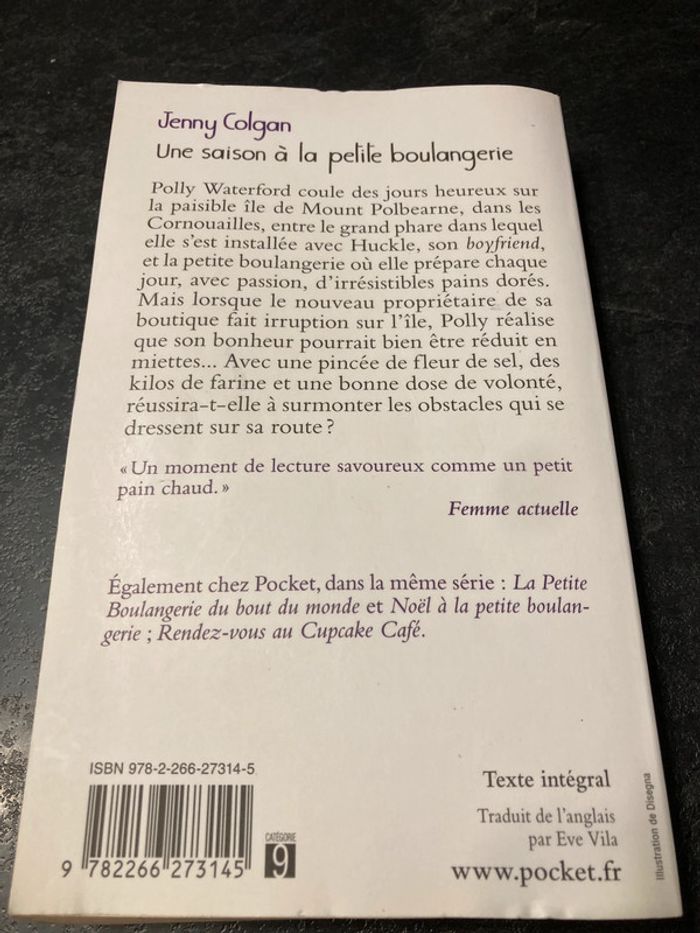 Jenny Colgan
Une saison à la petite boulangerie
Polly Waterford coule des jours heureux sur
la paisible île de Mount Polbearne, dans les
Cornouailles, entre le grand phare dans lequel
elle s'est installée avec Huckle, son boyfriend,
et la petite boulangerie où elle prépare chaque
jour, avec passion, d'irrésistibles pains dorés.
Mais lorsque le nouveau propriétaire de sa
boutique fait irruption sur l'île, Polly réalise
que son bonheur pourrait bien être réduit en
miettes... Avec une pincée de fleur de sel, des
kilos de farine et une bonne dose de volonté,
réussira-t-elle à surmonter les obstacles qui se
dressent sur sa route ?
« Un moment de lecture savoureux comme un petit
pain chaud. »
Femme actuelle
Également chez Pocket, dans la même série : La Petite
Boulangerie du bout du monde et Noël à la petite boulan-
gerie ; Rendez-vous au Cupcake Café.
ISBN 978-2-266-27314-5
9 782266 273145
CATÉGORIE
9
Texte intégral
Traduit de l'anglais
par Eve Vila
www.pocket.fr
Illustration de Disegna